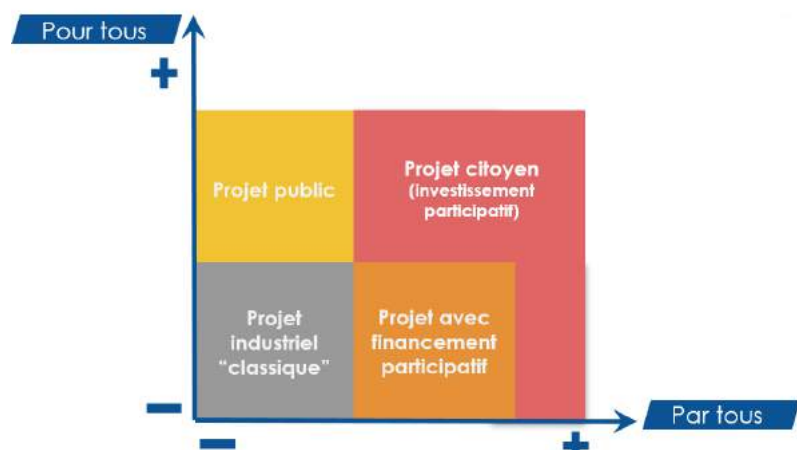 Pour tous
+
Projet public
Projet citoyen
(investissement
participatif)
Projet
industriel
“classique”
Projet avec
financement
participatif
−
Par tous
−
+